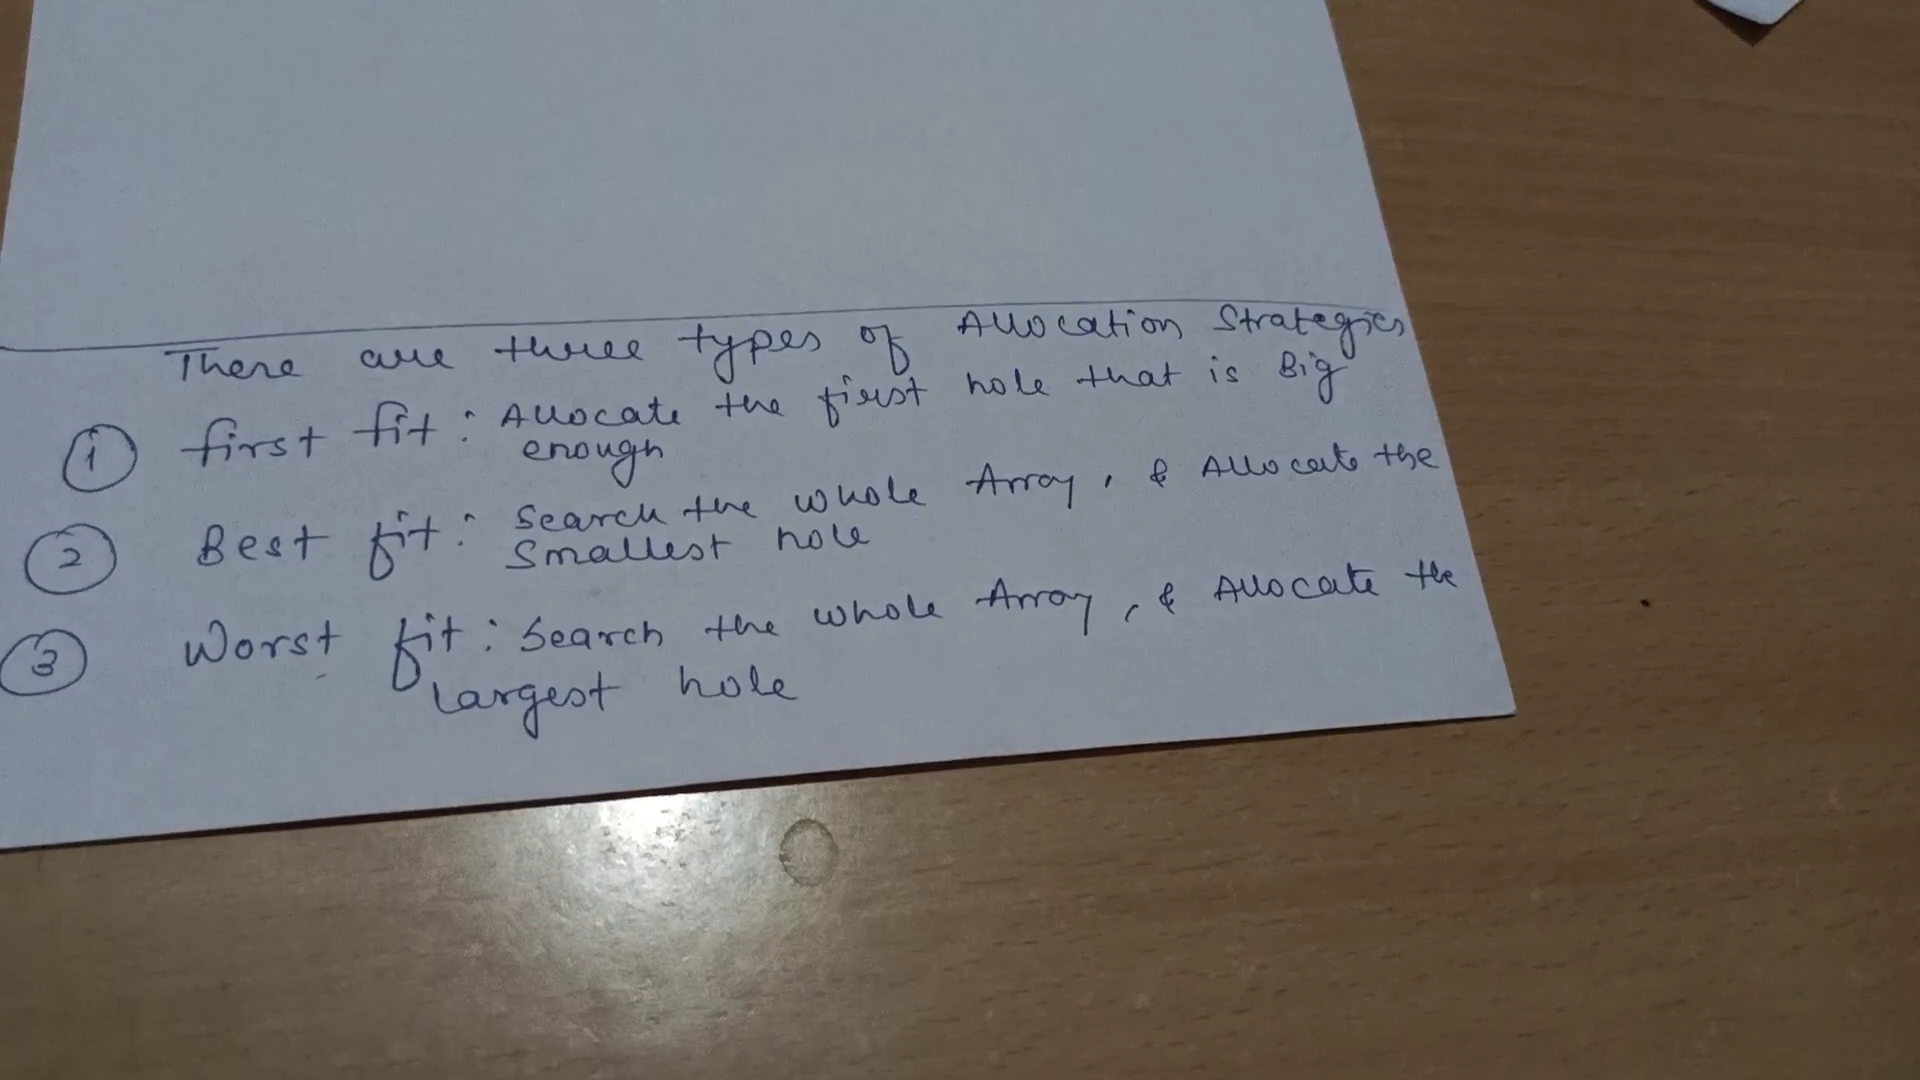 There are three types of Allocation Strategies
① first fit : Allocate the first hole that is Big
enough
② Best fit : Search the whole Array, & Allocate the
Smallest hole
③ Worst fit : Search the whole Array, & Allocate the
largest hole